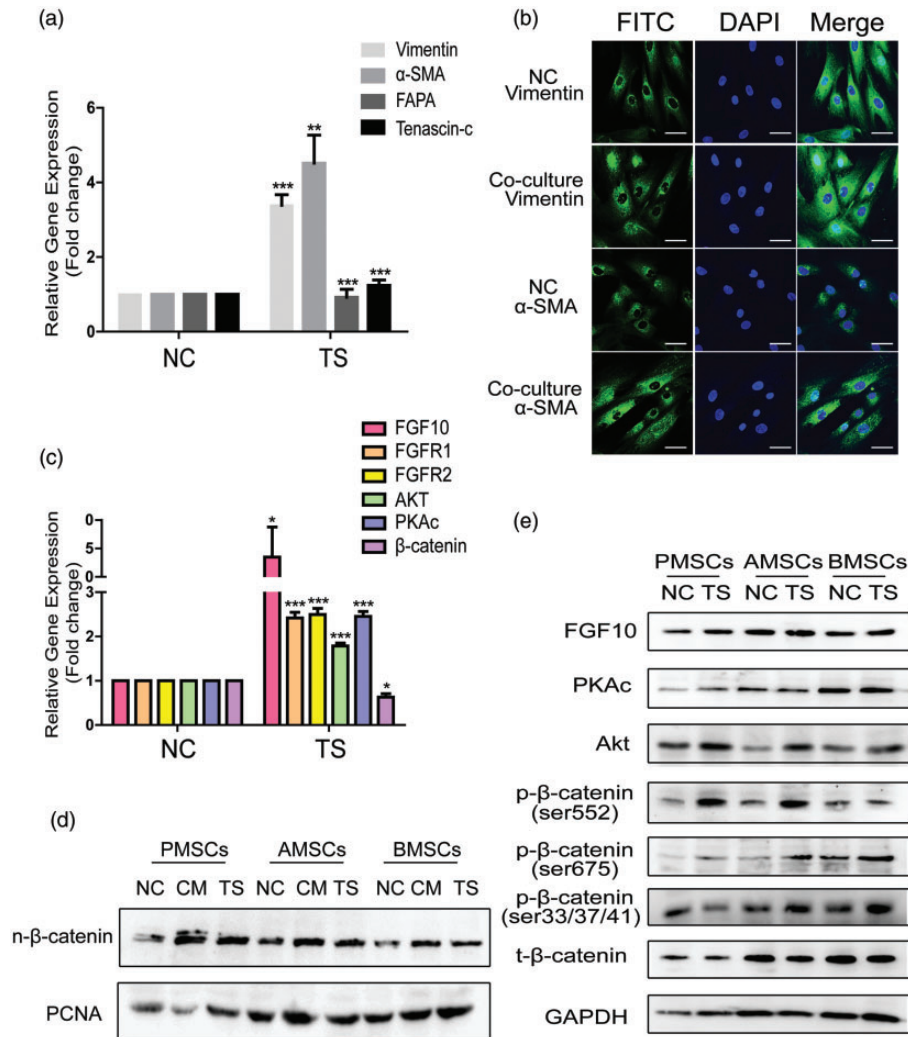 (a)
Vimentin
α-SMA
FAPA
Tenascin-c
Relative Gene Expression
(Fold change)
6
4
2
0
***
**
***
***
NC
TS
(b)
FITC
DAPI
Merge
NC
Vimentin
Co-culture
Vimentin
NC
α-SMA
Co-culture
α-SMA
(c)
FGF10
FGFR1
FGFR2
AKT
PKAc
β-catenin
Relative Gene Expression
(Fold change)
0
5
0
3
2
1
0
*
***
***
***
***
*
NC
TS
(d)
PMSCs
AMSCs
BMSCs
NC CM TS NC CM TS NC CM TS
n-β-catenin
PCNA
(e)
PMSCs AMSCs BMSCs
NC TS NC TS NC TS
FGF10
PKAc
Akt
p-β-catenin
(ser552)
p-β-catenin
(ser675)
p-β-catenin
(ser33/37/41)
t-β-catenin
GAPDH